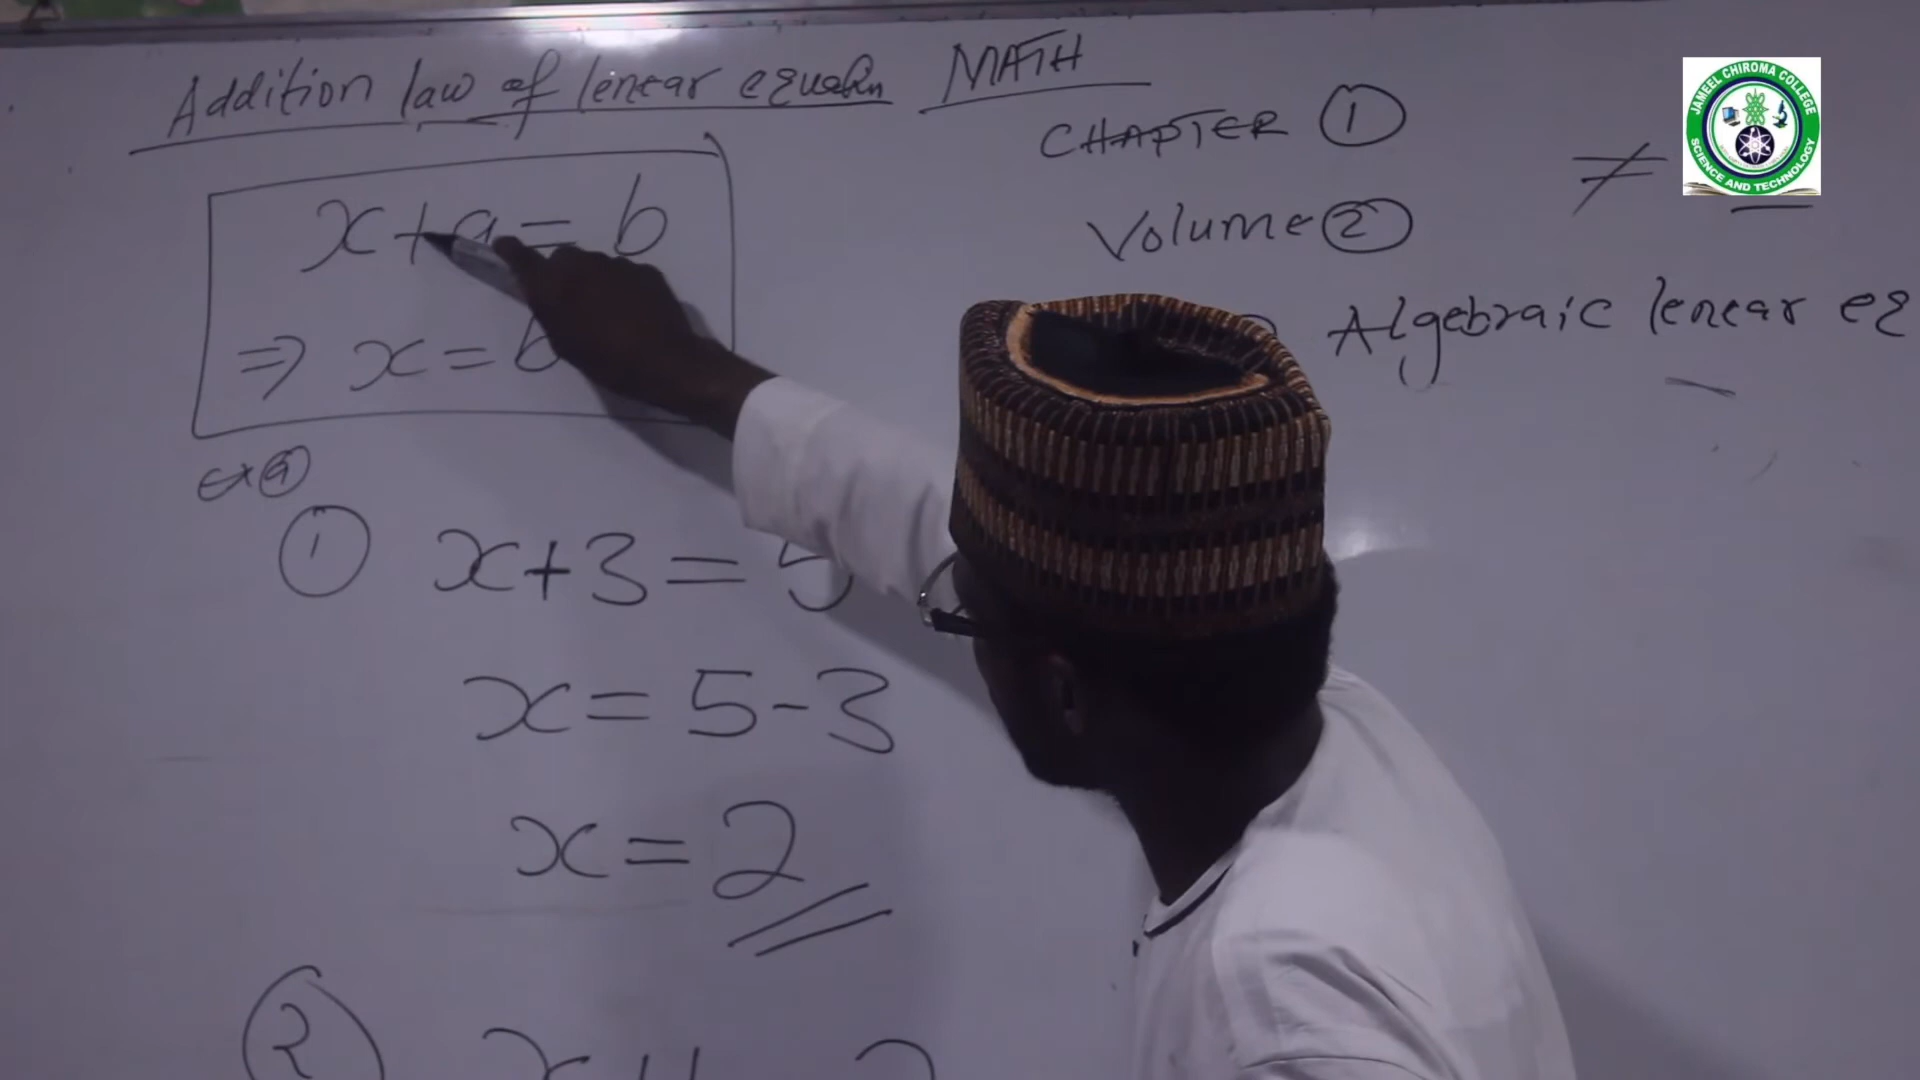 Addition law of lenear equatn MATH
CHAPTER ①
Volume ②
Algebraic lenear eq
≠
x+a = b
⇒ x = b
ex ⓐ
① x+3 = 5
x = 5-3
x = 2
②
JAMEEL CHIROMA COLLEGE
SCIENCE AND TECHNOLOGY